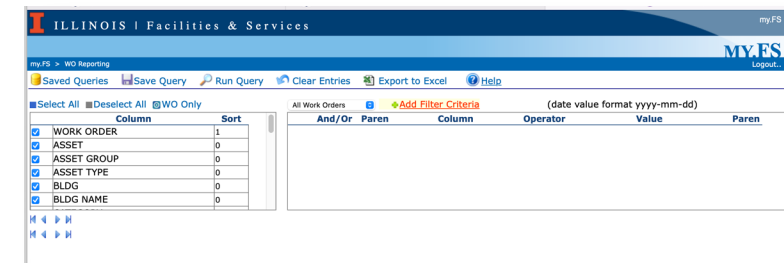 I ILLINOIS | Facilities & Services
my.FS
MY.FS
my.FS > WO Reporting
Logout..
Saved Queries Save Query Run Query Clear Entries Export to Excel Help
Select All Deselect All WO Only
All Work Orders Add Filter Criteria (date value format yyyy-mm-dd)
Column Sort
And/Or Paren Column Operator Value Paren
WORK ORDER 1
ASSET 0
ASSET GROUP 0
ASSET TYPE 0
BLDG 0
BLDG NAME 0